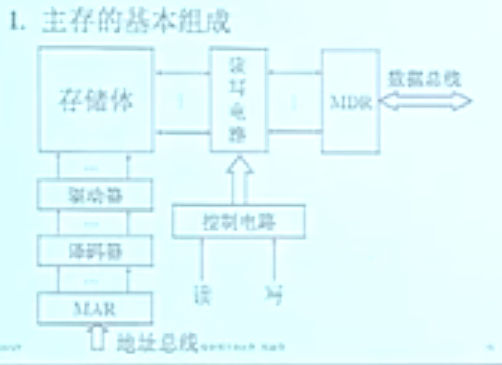 1. 主存的基本组成
存储体
读写电路
MDR
数据总线
驱动器
控制电路
译码器
读
写
MAR
地址总线